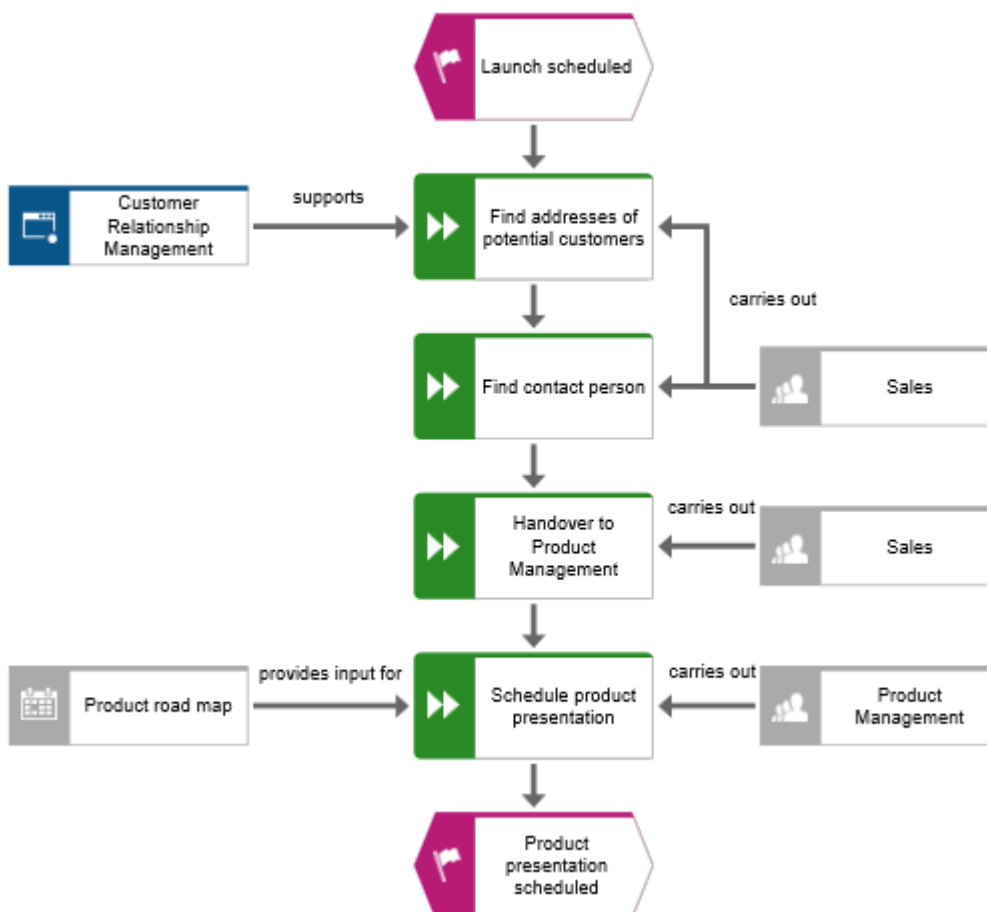 Launch scheduled
Customer
Relationship
Management
supports
Find addresses of
potential customers
carries out
Find contact person
Sales
Handover to
Product
Management
carries out
Sales
Product road map
provides input for
Schedule product
presentation
carries out
Product
Management
Product
presentation
scheduled